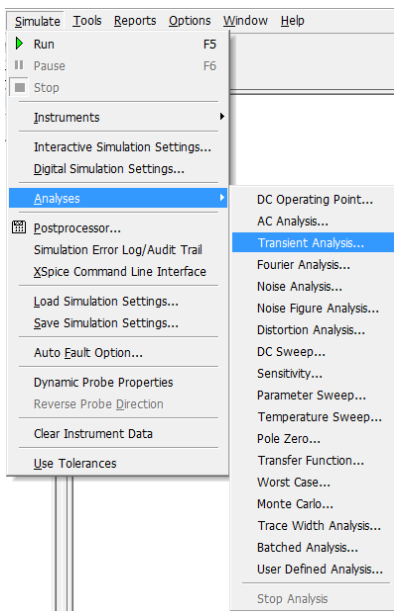 Simulate Tools Reports Options Window Help
Run F5
Pause F6
Stop
Instruments
Interactive Simulation Settings...
Digital Simulation Settings...
Analyses
Postprocessor...
Simulation Error Log/Audit Trail
XSpice Command Line Interface
Load Simulation Settings...
Save Simulation Settings...
Auto Fault Option...
Dynamic Probe Properties
Reverse Probe Direction
Clear Instrument Data
Use Tolerances
DC Operating Point...
AC Analysis...
Transient Analysis...
Fourier Analysis...
Noise Analysis...
Noise Figure Analysis...
Distortion Analysis...
DC Sweep...
Sensitivity...
Parameter Sweep...
Temperature Sweep...
Pole Zero...
Transfer Function...
Worst Case...
Monte Carlo...
Trace Width Analysis...
Batched Analysis...
User Defined Analysis...
Stop Analysis